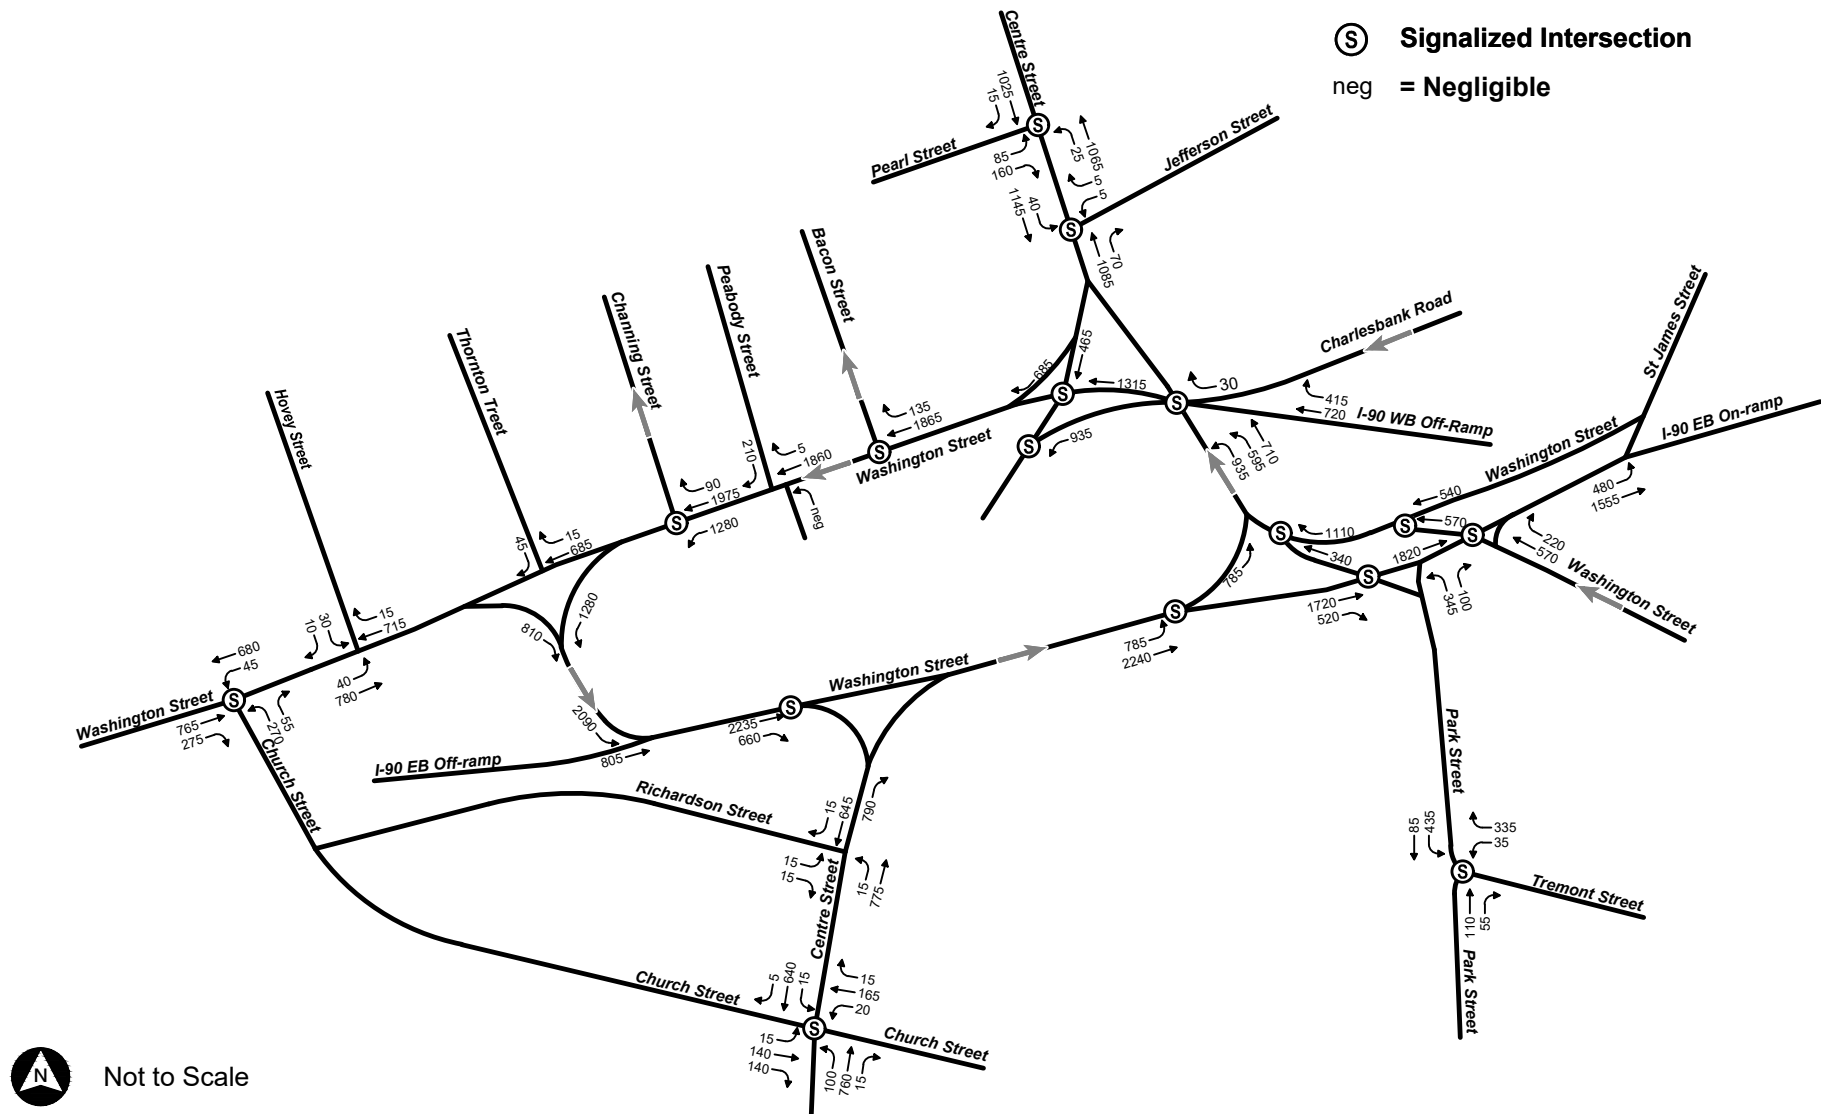 S Signalized Intersection
neg = Negligible
Centre Street
1025
15
S
Pearl Street
85
160
25
1065
5
5
Jefferson Street
1145
40
S
70
1085
Bacon Street
Peabody Street
Channing Street
Thornton Treet
Hovey Street
Charlesbank Road
St James Street
465
685
S
1315
S
30
415
720
I-90 WB Off-Ramp
I-90 EB On-ramp
Washington Street
135
1865
S
Washington Street
S
935
710
595
935
210
5
1860
90
1975
S
1280
neg
540
480
1555
1110
S
S
570
S
220
570
Washington Street
340
1820
S
785
1720
520
345
100
45
15
685
1280
810
S
785
2240
10
30
15
715
680
45
40
780
Washington Street
S
765
275
270
55
Church Street
Washington Street
2090
2235
660
S
I-90 EB Off-ramp
805
Richardson Street
15
645
790
Park Street
85
435
335
35
S
Tremont Street
110
55
Park Street
15
15
15
775
Centre Street
Church Street
5
640
15
15
165
20
S
Church Street
15
140
140
100
760
15
N Not to Scale